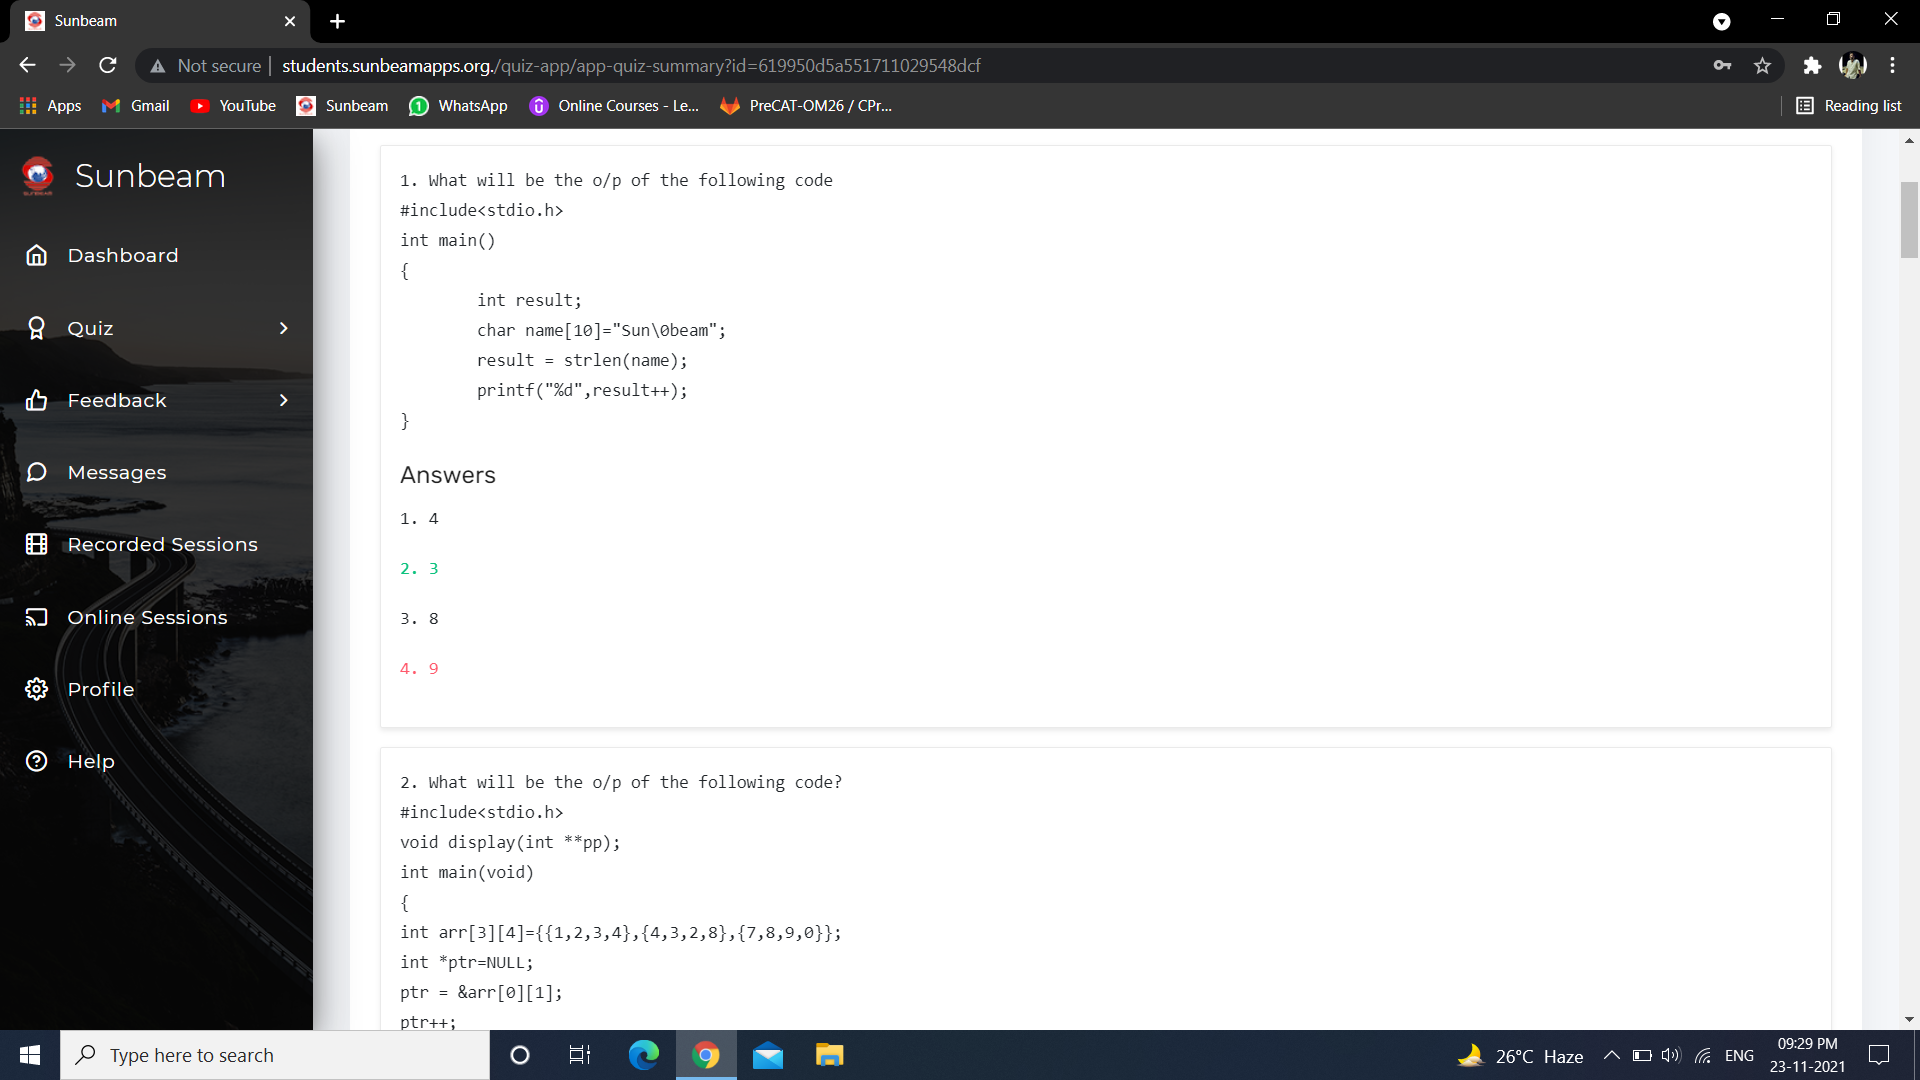 Sunbeam
Not secure
students.sunbeamapps.org./quiz-app/app-quiz-summary?id=619950d5a551711029548dcf
Apps
Gmail
YouTube
Sunbeam
WhatsApp
Online Courses - Le...
PreCAT-OM26 / CPr...
Reading list
Sunbeam
Dashboard
Quiz
Feedback
Messages
Recorded Sessions
Online Sessions
Profile
Help
1. What will be the o/p of the following code
#include<stdio.h>
int main()
{
int result;
char name[10]="Sun\0beam";
result = strlen(name);
printf("%d",result++);
}
Answers
1. 4
2. 3
3. 8
4. 9
2. What will be the o/p of the following code?
#include<stdio.h>
void display(int **pp);
int main(void)
{
int arr[3][4]={{1,2,3,4},{4,3,2,8},{7,8,9,0}};
int *ptr=NULL;
ptr = &arr[0][1];
ptr++;
Type here to search
26°C Haze
ENG
09:29 PM
23-11-2021